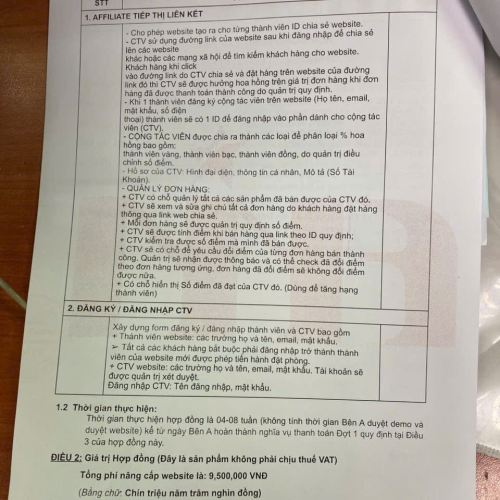 STT
1. AFFILIATE TIẾP THỊ LIÊN KẾT
- Cho phép website tạo ra cho từng thành viên ID chia sẻ website.
- CTV sử dụng đường link của website sau khi đăng nhập để chia sẻ
lên các website
khác hoặc các mạng xã hội để tìm kiếm khách hàng cho website.
Khách hàng khi click
vào đường link do CTV chia sẻ và đặt hàng trên website của đường
link đó thì CTV sẽ được hưởng hoa hồng trên giá trị đơn hàng khi đơn
hàng đã được thanh toán thành công do quản trị quy định.
- Khi 1 thành viên đăng ký cộng tác viên trên website (Họ tên, email,
mật khẩu, số điện
thoại) thành viên sẽ có 1 ID để đăng nhập vào phần dành cho cộng tác
viên (CTV).
- CỘNG TÁC VIÊN được chia ra thành các loại để phân loại % hoa
hồng bao gồm:
thành viên vàng, thành viên bạc, thành viên đồng, do quản trị điều
chỉnh số điểm.
- Hồ sơ của CTV: Hình đại diện, thông tin cá nhân, Mô tả (Số Tài
Khoản).
- QUẢN LÝ ĐƠN HÀNG:
+ CTV có chỗ quản lý tất cả các sản phẩm đã bán được của CTV đó.
+ CTV sẽ xem và sửa ghi chú tất cả đơn hàng do khách hàng đặt hàng
thông qua link web chia sẻ.
+ Mỗi đơn hàng sẽ được quản trị quy định số điểm.
+ CTV sẽ được tính điểm khi bán hàng qua link theo ID quy định;
+ CTV kiểm tra được số điểm mà mình đã bán được.
+ CTV sẽ có chỗ để yêu cầu đổi điểm của từng đơn hàng bán thành
công. Quản trị sẽ nhận được thông báo và có thể check đã đổi điểm
theo đơn hàng tương ứng, đơn hàng đã đổi điểm sẽ không đổi điểm
được nữa.
+ Có chỗ hiển thị Số điểm đã đạt của CTV đó. (Dùng để tăng hạng
thành viên)
2. ĐĂNG KÝ / ĐĂNG NHẬP CTV
Xây dựng form đăng ký / đăng nhập thành viên và CTV bao gồm
+ Thành viên website: các trường họ và tên, email, mật khẩu.
➢ Tất cả các khách hàng bắt buộc phải đăng nhập trở thành thành
viên của website mới được phép tiến hành đặt phòng.
+ CTV website: các trường họ và tên, email, mật khẩu. Tài khoản sẽ
được quản trị xét duyệt.
Đăng nhập CTV: Tên đăng nhập, mật khẩu.
1.2 Thời gian thực hiện:
Thời gian thực hiện hợp đồng là 04-08 tuần (không tính thời gian Bên A duyệt demo và
duyệt website) kể từ ngày Bên A hoàn thành nghĩa vụ thanh toán Đợt 1 quy định tại Điều
3 của hợp đồng này.
ĐIỀU 2: Giá trị Hợp đồng (Đây là sản phẩm không phải chịu thuế VAT)
Tổng phí nâng cấp website là: 9,500,000 VNĐ
(Bằng chữ: Chín triệu năm trăm nghìn đồng)